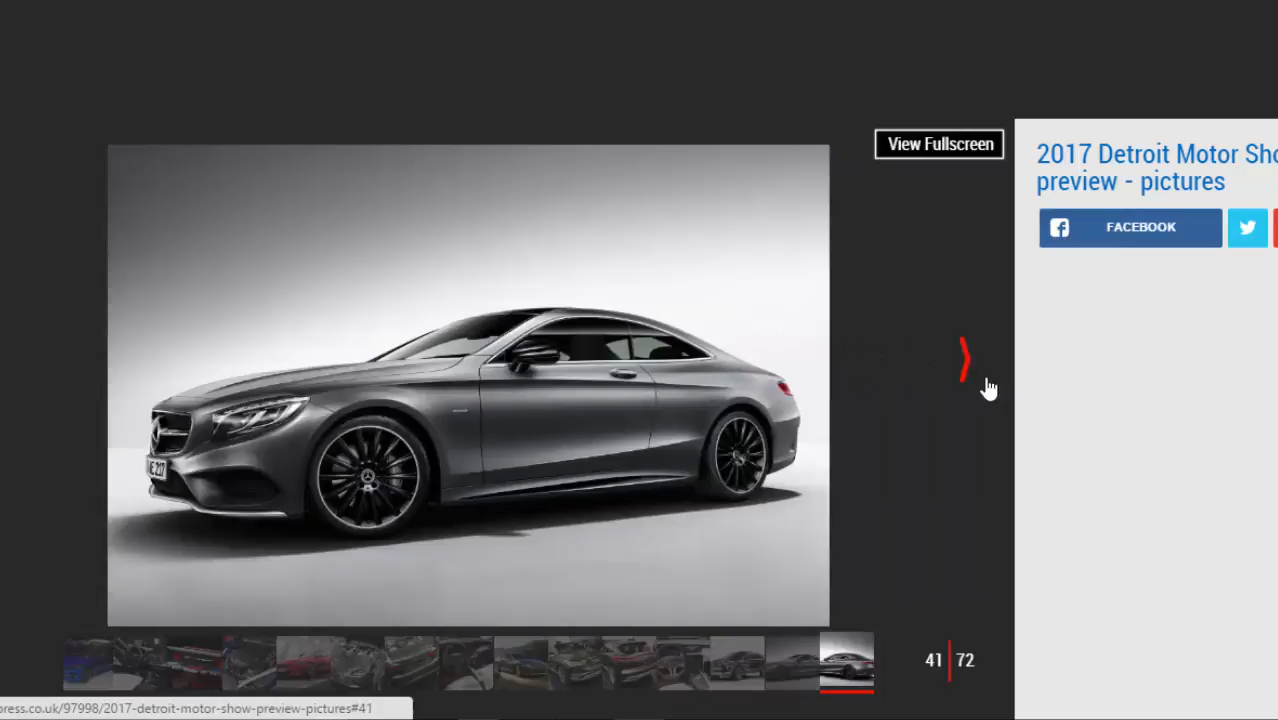 View Fullscreen
2017 Detroit Motor Sho
preview - pictures
FACEBOOK
41 72
press.co.uk/97998/2017-detroit-motor-show-preview-pictures#41